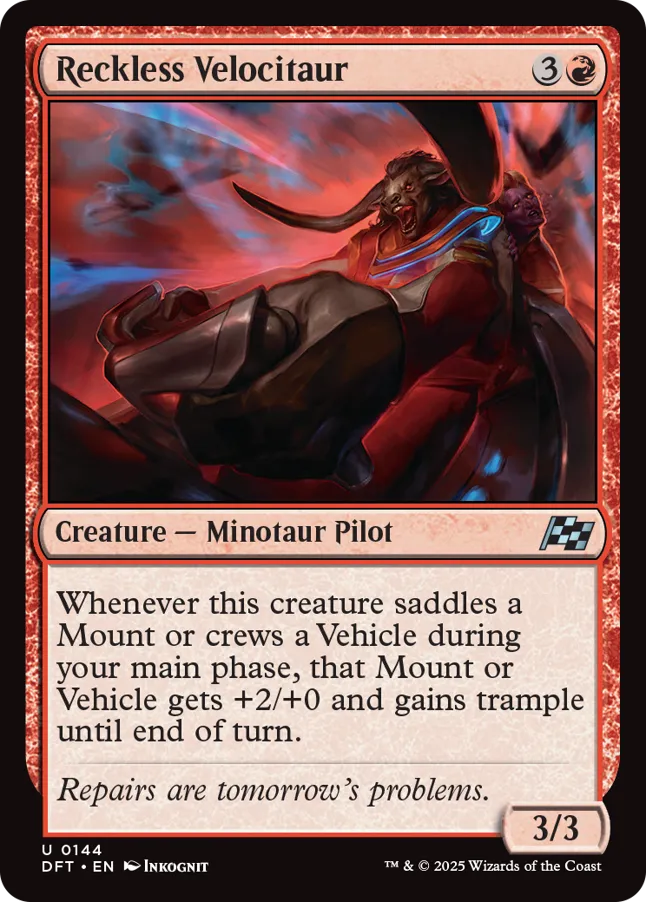 Reckless Velocitaur 3
Creature — Minotaur Pilot
Whenever this creature saddles a
Mount or crews a Vehicle during
your main phase, that Mount or
Vehicle gets +2/+0 and gains trample
until end of turn.
Repairs are tomorrow's problems.
3/3
U 0144
DFT • EN Inkognit
™ & © 2025 Wizards of the Coast